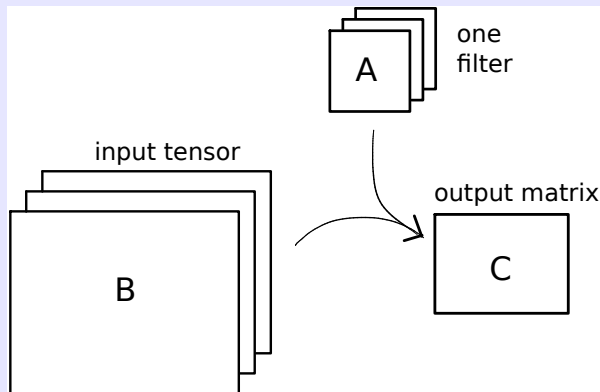 one
filter
A
input tensor
output matrix
B
C